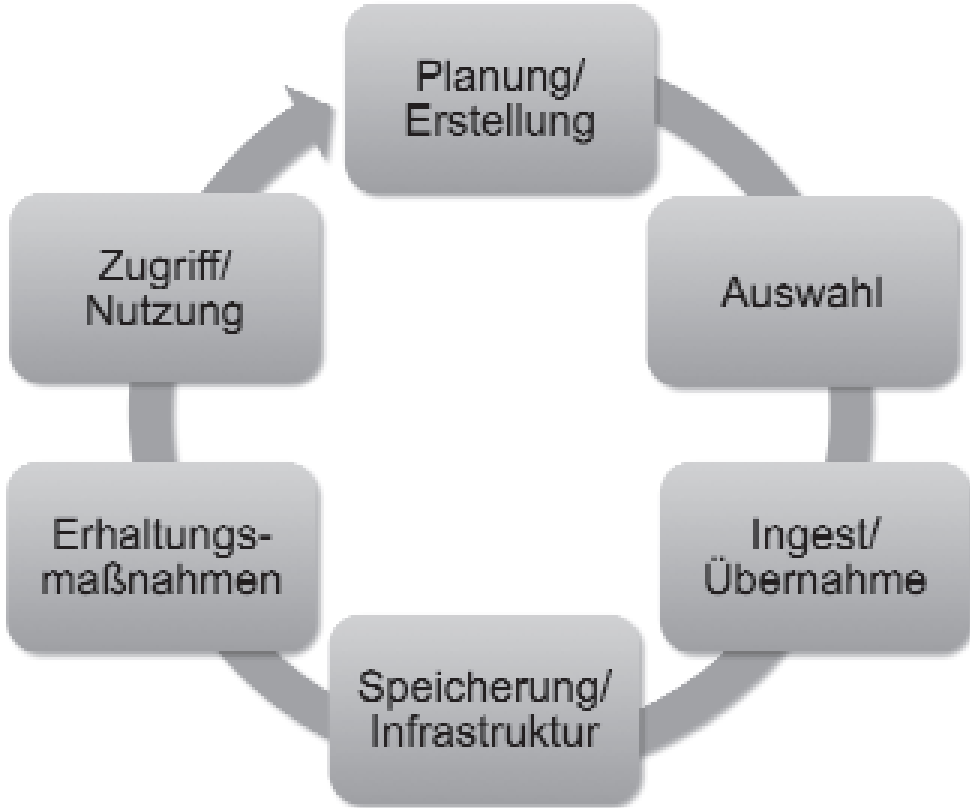 Planung/
Erstellung
Auswahl
Ingest/
Übernahme
Speicherung/
Infrastruktur
Erhaltungs-
maßnahmen
Zugriff/
Nutzung